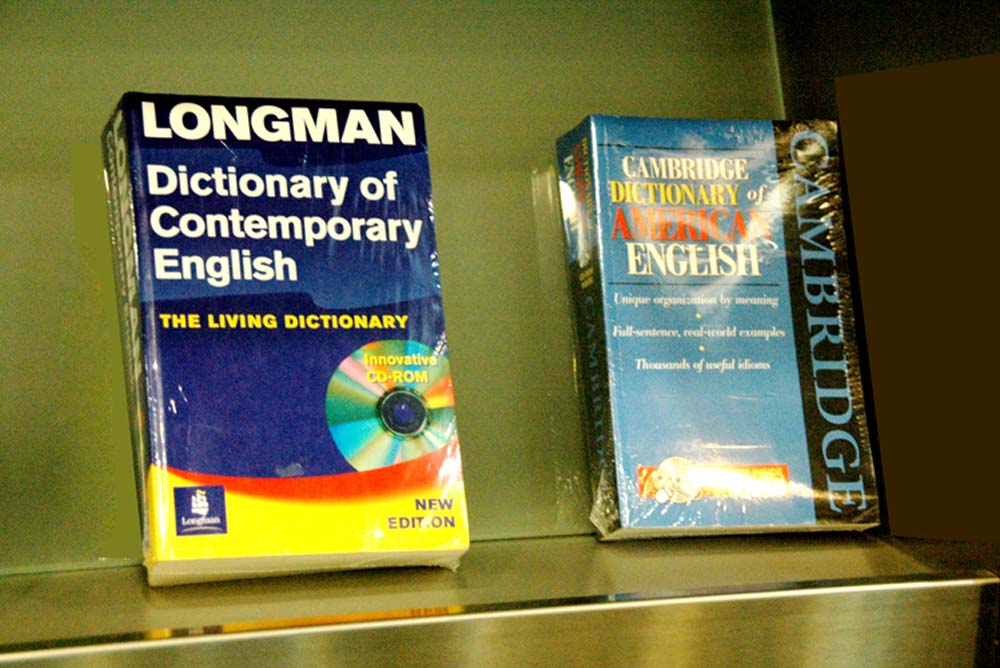 LONGMAN
Dictionary of
Contemporary
English
THE LIVING DICTIONARY
Innovative
CD-ROM
Longman
NEW
EDITION
CAMBRIDGE
DICTIONARY of
AMERICAN
ENGLISH
Unique organization by meaning
Full-sentence, real-world examples
Thousands of useful idioms
CAMBRIDGE